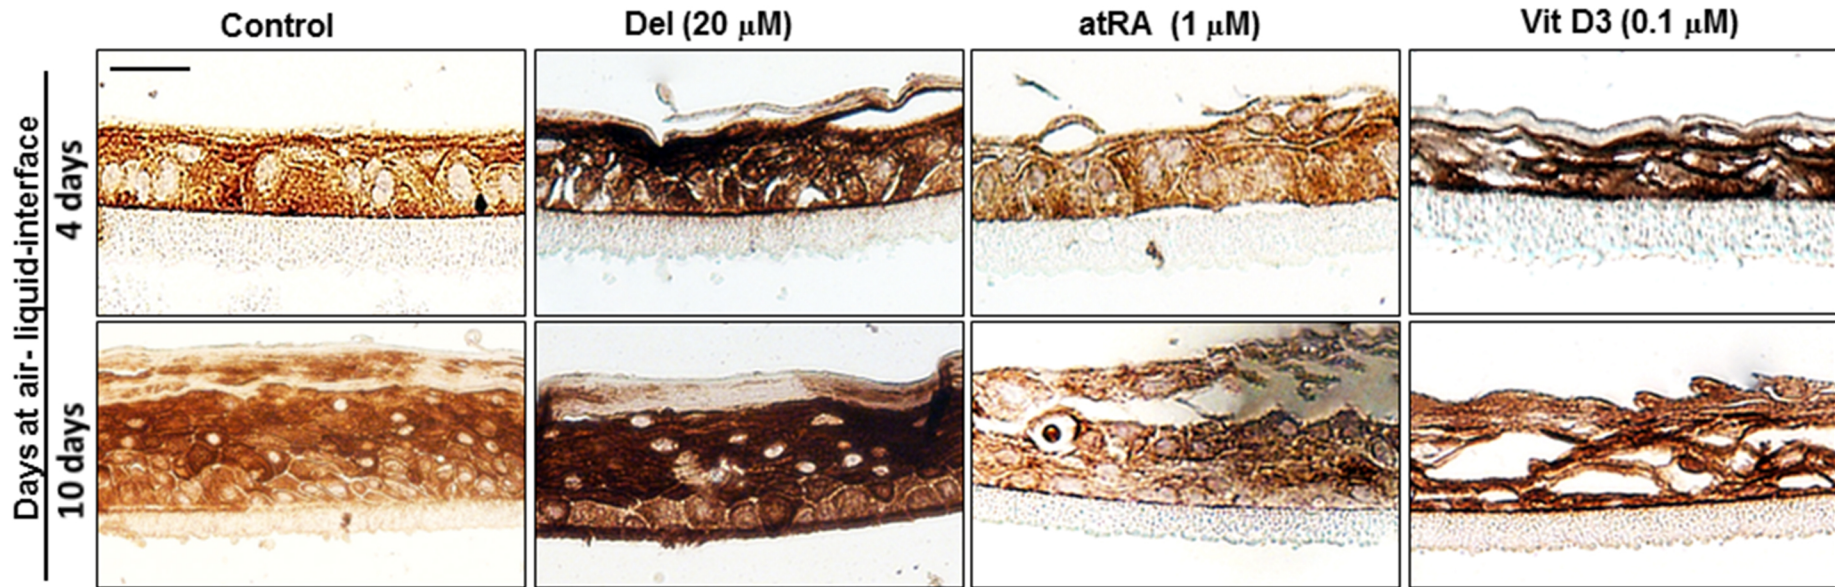 Control
Del (20 μM)
atRA (1 μM)
Vit D3 (0.1 μM)
Days at air- liquid-interface
4 days
10 days